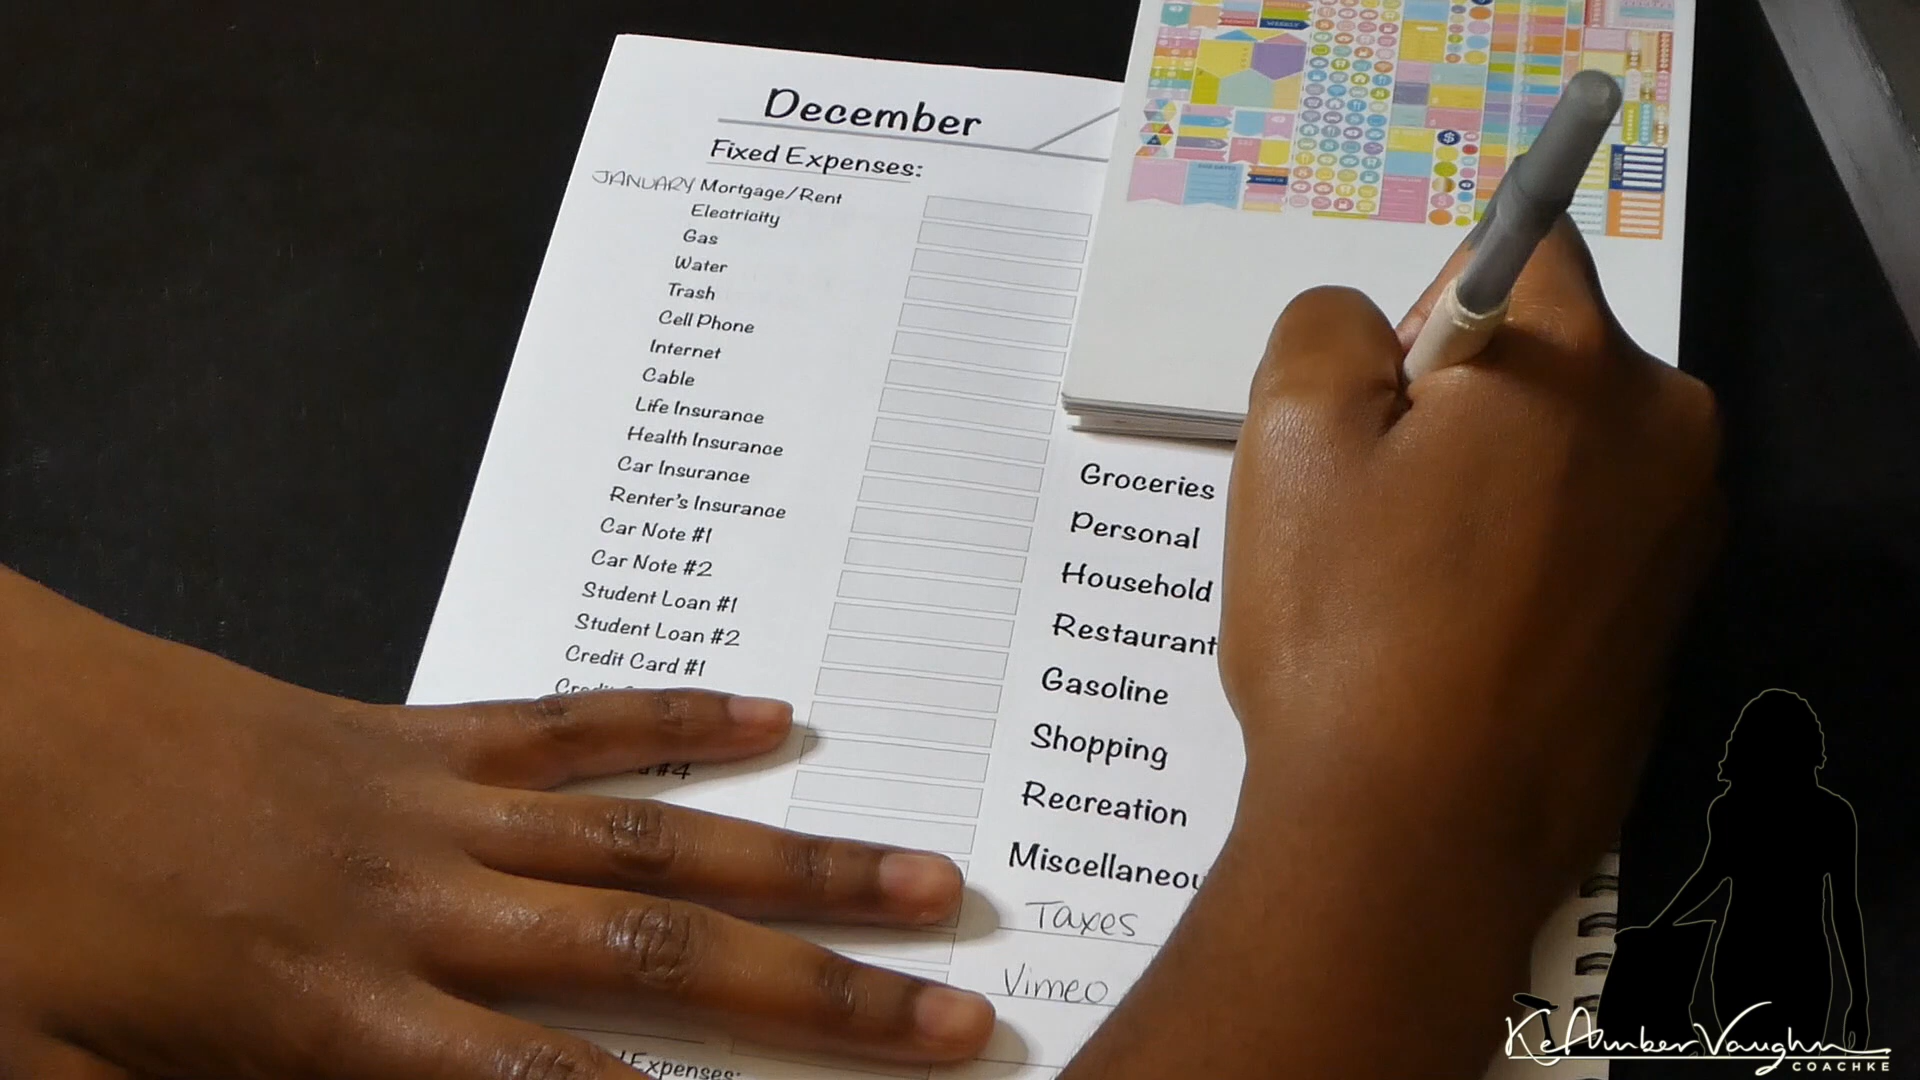 December
Fixed Expenses:
JANUARY Mortgage/Rent
Electricity
Gas
Water
Trash
Cell Phone
Internet
Cable
Life Insurance
Health Insurance
Car Insurance
Renter's Insurance
Car Note #1
Car Note #2
Student Loan #1
Student Loan #2
Credit Card #1
#4
Groceries
Personal
Household
Restaurant
Gasoline
Shopping
Recreation
Miscellaneou
Taxes
Vimeo
Expenses:
KeAmber Vaughn
COACHKE